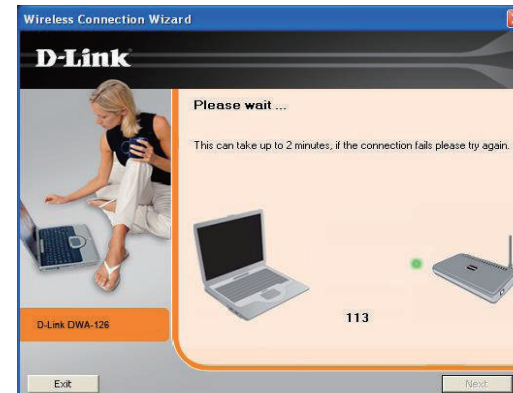 Wireless Connection Wizard
D-Link
Please wait ...
This can take up to 2 minutes, if the connection fails please try again.
113
D-Link DWA-126
Exit
Next